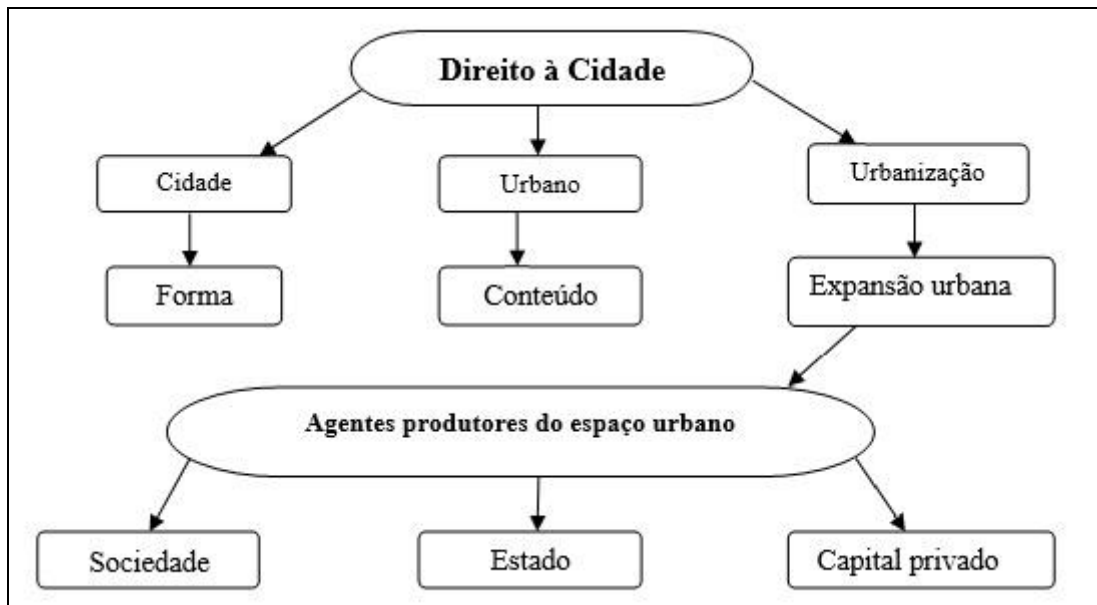 Direito à Cidade
Cidade
Urbano
Urbanização
Forma
Conteúdo
Expansão urbana
Agentes produtores do espaço urbano
Sociedade
Estado
Capital privado